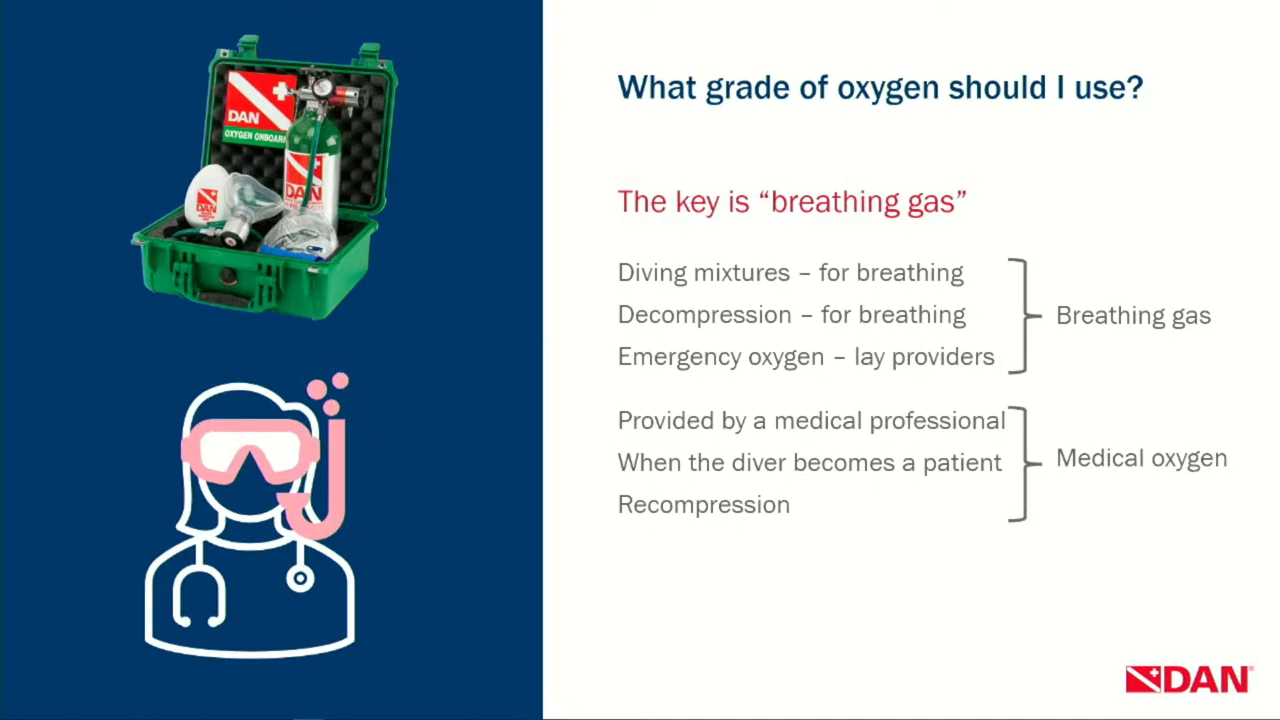 What grade of oxygen should I use?
The key is “breathing gas”
Diving mixtures – for breathing
Decompression – for breathing
Emergency oxygen – lay providers
Breathing gas
Provided by a medical professional
When the diver becomes a patient
Recompression
Medical oxygen
DAN
OXYGEN ONBOARD
DAN
DAN
DAN